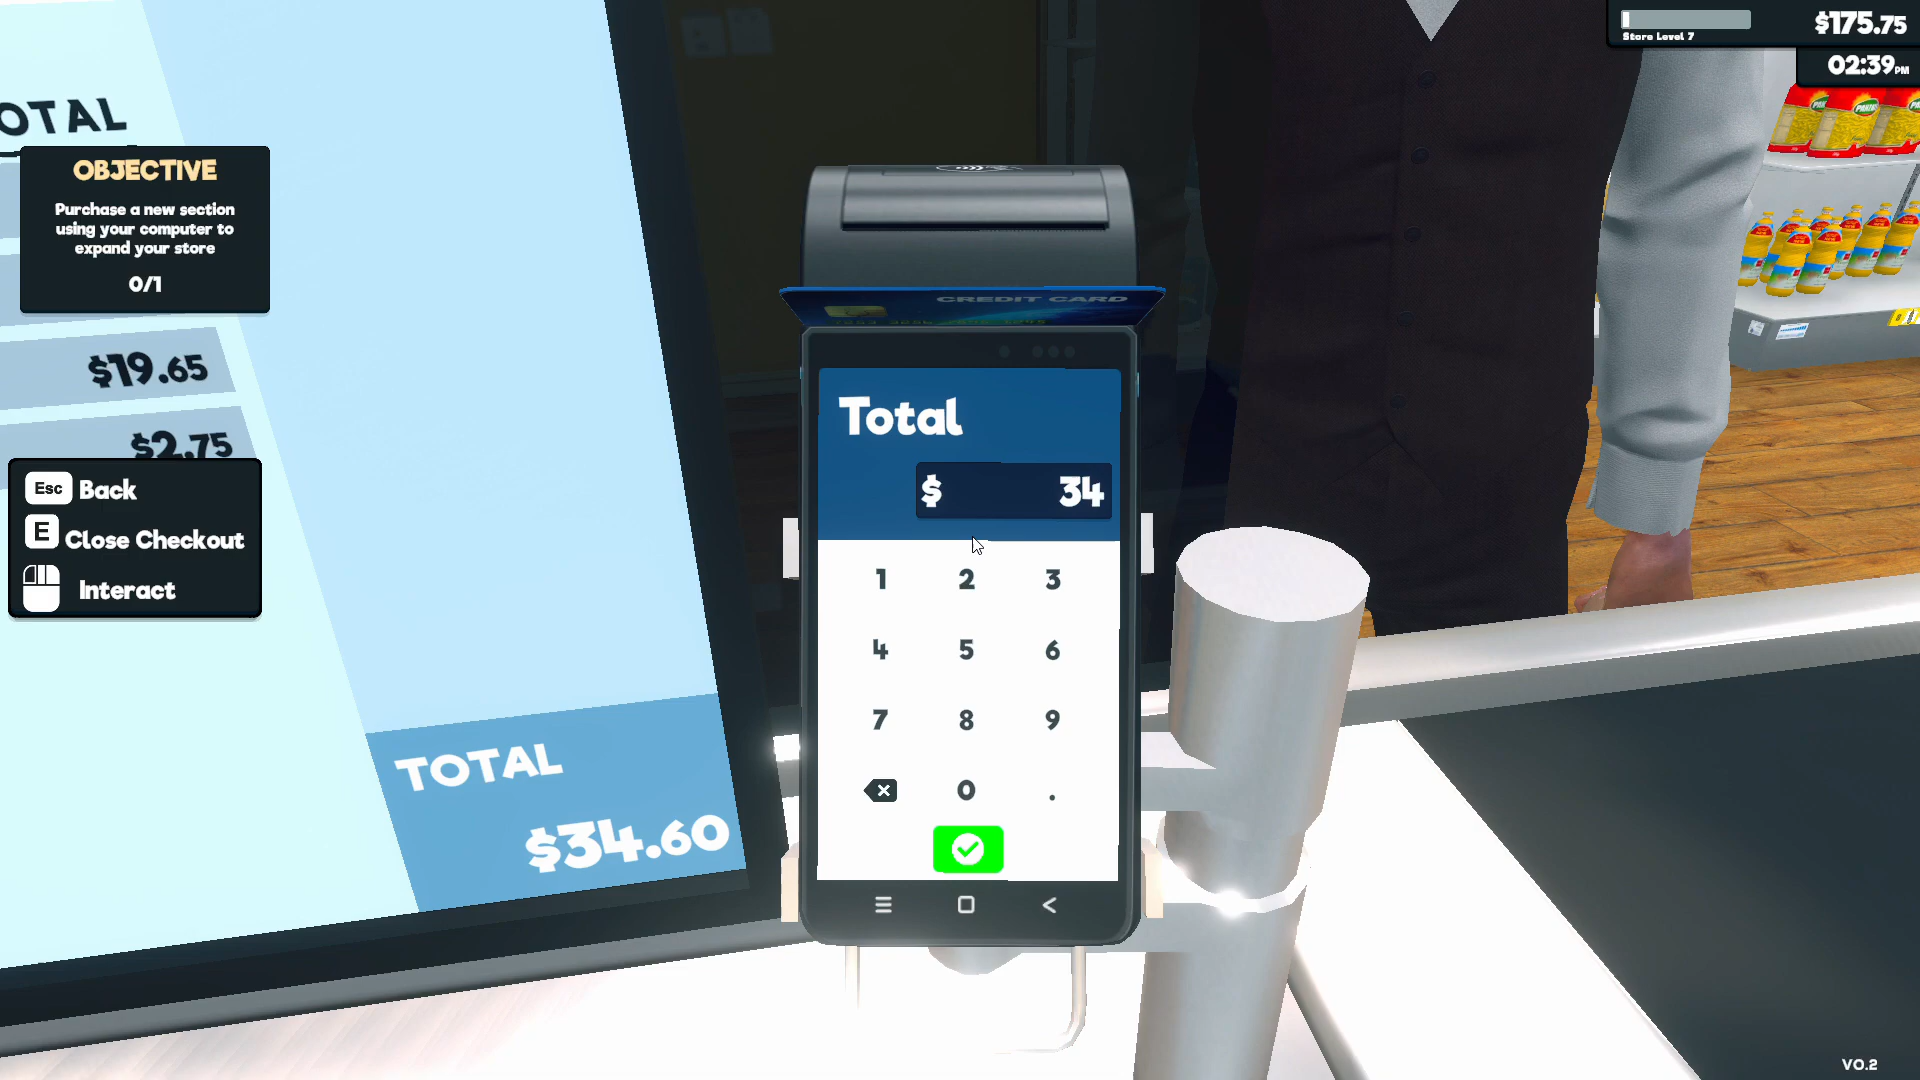 Store Level 7
$175.75
02:39PM
OTAL
OBJECTIVE
Purchase a new section
using your computer to
expand your store
0/1
$19.65
$2.75
Esc Back
E Close Checkout
Interact
TOTAL
$34.60
CREDIT CARD
Total
$ 34
1 2 3
4 5 6
7 8 9
0 .
V0.2